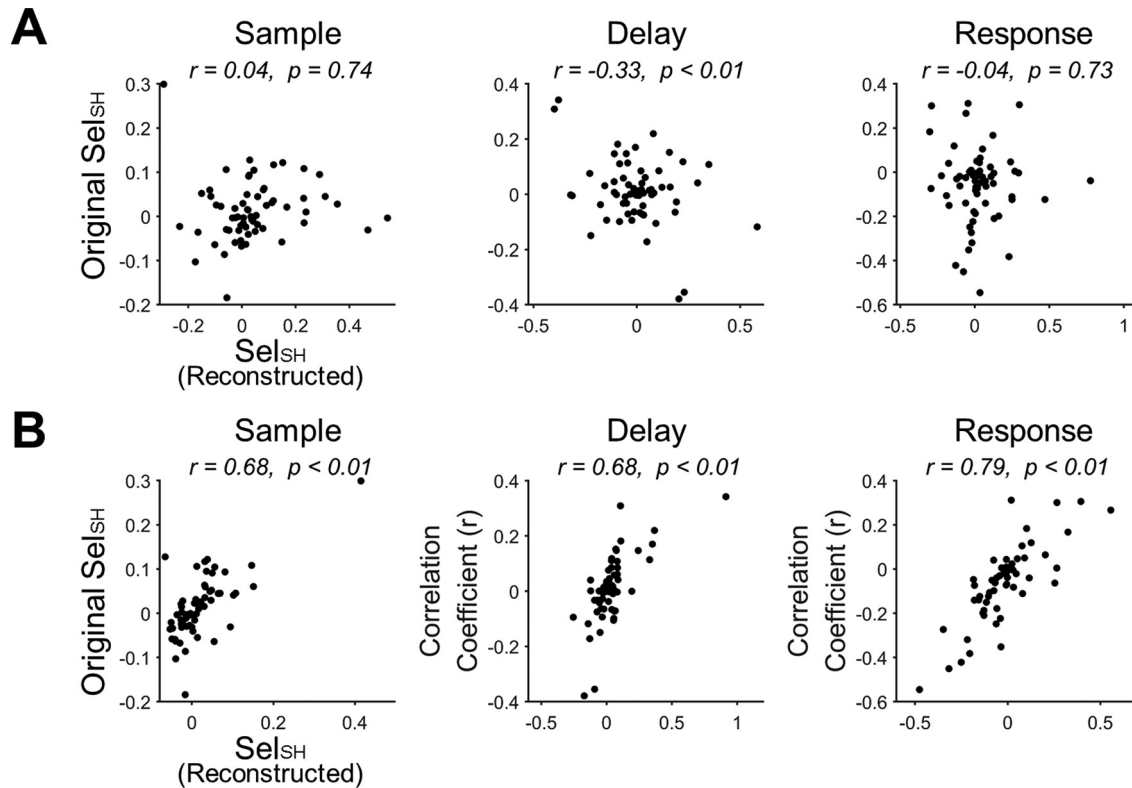 A
Sample
r = 0.04, p = 0.74
Delay
r = -0.33, p < 0.01
Response
r = -0.04, p = 0.73
Original SelSH
0.3
0.2
0.1
0
-0.1
-0.2
-0.2 0 0.2 0.4
0.4
0.2
0
-0.2
-0.4
-0.5 0 0.5
0.4
0.2
0
-0.2
-0.4
-0.6
-0.5 0 0.5 1
SelSH
(Reconstructed)
B
Sample
r = 0.68, p < 0.01
Delay
r = 0.68, p < 0.01
Response
r = 0.79, p < 0.01
Original SelSH
0.3
0.2
0.1
0
-0.1
-0.2
0 0.2 0.4
Correlation
Coefficient (r)
0.4
0.2
0
-0.2
-0.4
-0.5 0 0.5 1
Correlation
Coefficient (r)
0.4
0.2
0
-0.2
-0.4
-0.6
-0.5 0 0.5
SelSH
(Reconstructed)